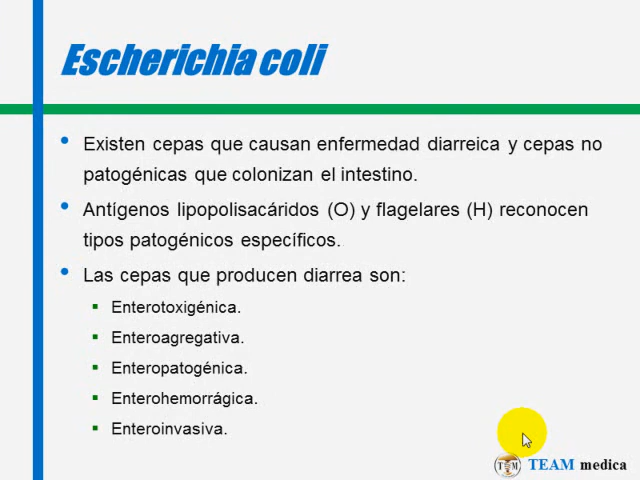 Escherichia coli
Existen cepas que causan enfermedad diarreica y cepas no
patogénicas que colonizan el intestino.
Antígenos lipopolisacáridos (O) y flagelares (H) reconocen
tipos patogénicos específicos.
Las cepas que producen diarrea son:
Enterotoxigénica.
Enteroagregativa.
Enteropatogénica.
Enterohemorrágica.
Enteroinvasiva.
TEAM medica